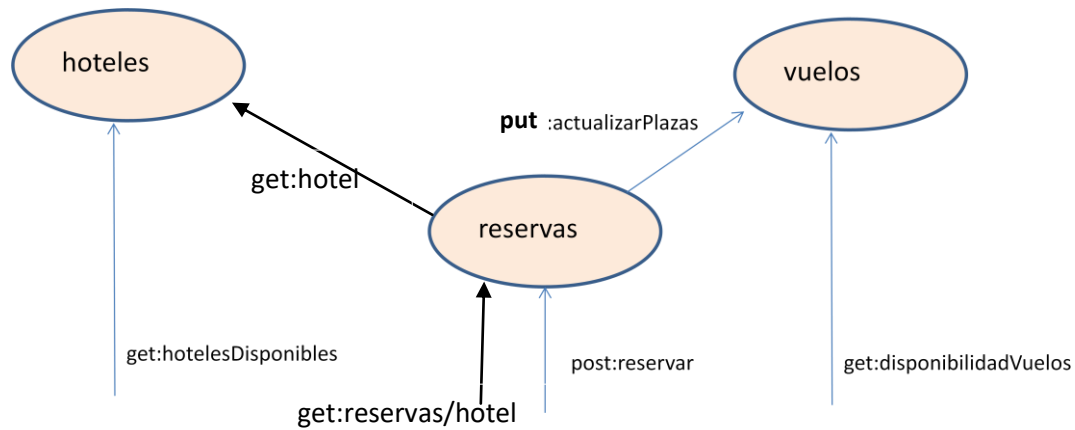 hoteles
vuelos
put :actualizarPlazas
get:hotel
reservas
get:hotelesDisponibles
post:reservar
get:disponibilidadVuelos
get:reservas/hotel